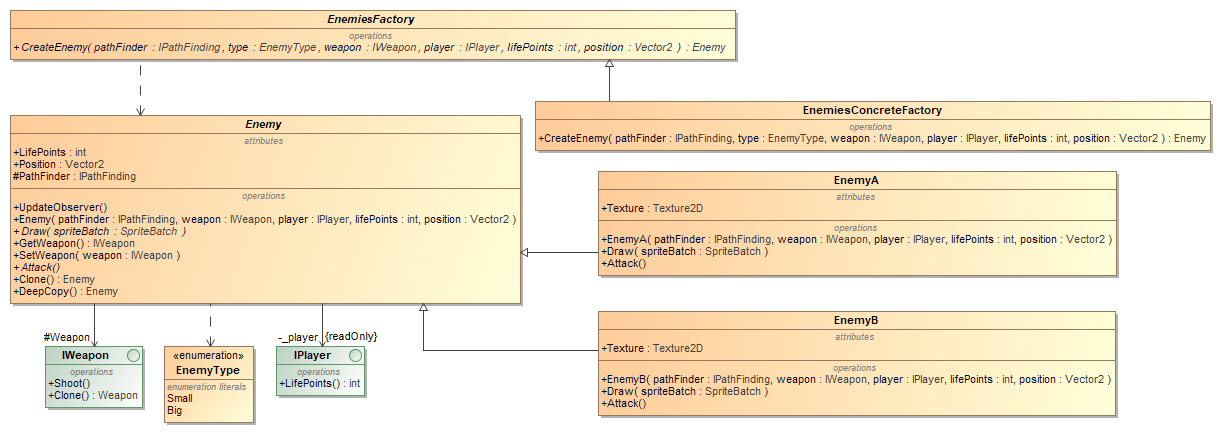 EnemiesFactory
operations
+CreateEnemy( pathFinder : IPathFinding, type : EnemyType, weapon : IWeapon, player : IPlayer, lifePoints : int, position : Vector2 ) : Enemy
EnemiesConcreteFactory
operations
+CreateEnemy( pathFinder : IPathFinding, type : EnemyType, weapon : IWeapon, player : IPlayer, lifePoints : int, position : Vector2 ) : Enemy
Enemy
attributes
+LifePoints : int
+Position : Vector2
#PathFinder : IPathFinding
operations
+UpdateObserver()
+Enemy( pathFinder : IPathFinding, weapon : IWeapon, player : IPlayer, lifePoints : int, position : Vector2 )
+Draw( spriteBatch : SpriteBatch )
+GetWeapon() : IWeapon
+SetWeapon( weapon : IWeapon )
+Attack()
+Clone() : Enemy
+DeepCopy() : Enemy
EnemyA
attributes
+Texture : Texture2D
operations
+EnemyA( pathFinder : IPathFinding, weapon : IWeapon, player : IPlayer, lifePoints : int, position : Vector2 )
+Draw( spriteBatch : SpriteBatch )
+Attack()
EnemyB
attributes
+Texture : Texture2D
operations
+EnemyB( pathFinder : IPathFinding, weapon : IWeapon, player : IPlayer, lifePoints : int, position : Vector2 )
+Draw( spriteBatch : SpriteBatch )
+Attack()
#Weapon
IWeapon
operations
+Shoot()
+Clone() : Weapon
«enumeration»
EnemyType
enumeration literals
Small
Big
-_player {readOnly}
IPlayer
operations
+LifePoints() : int